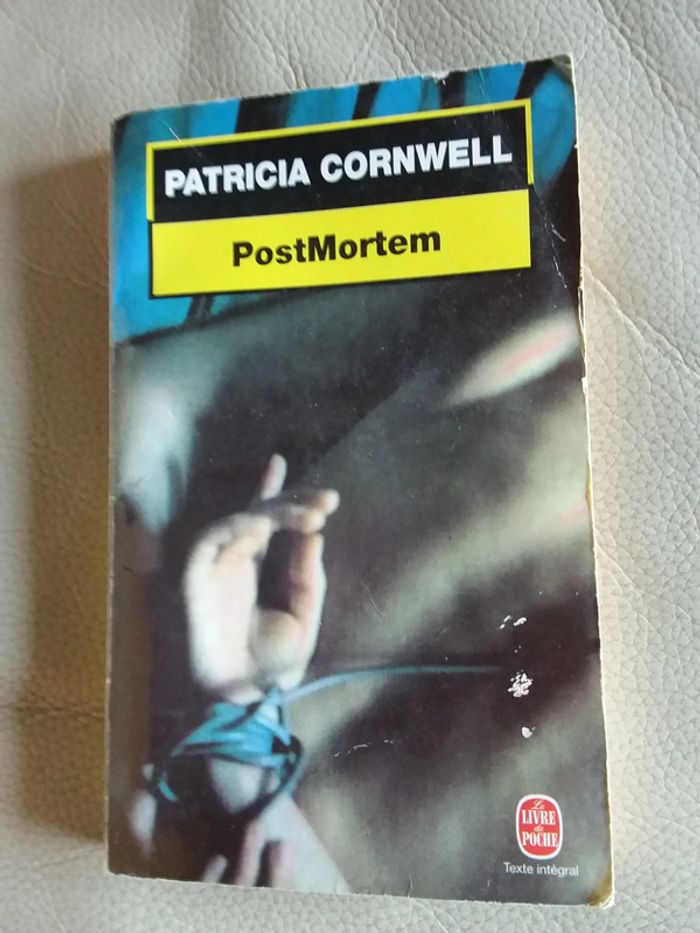 PATRICIA CORNWELL
PostMortem
Le
LIVRE
de
POCHE
Texte intégral